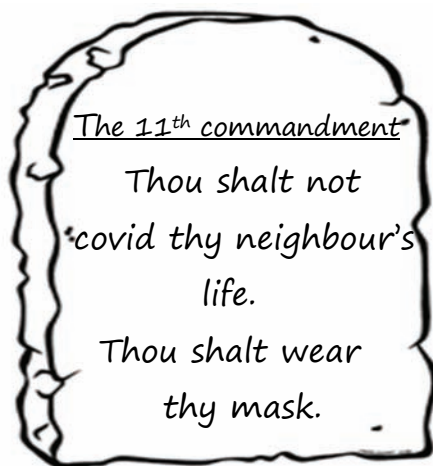 The 11th commandment
Thou shalt not
covid thy neighbour's
life.
Thou shalt wear
thy mask.